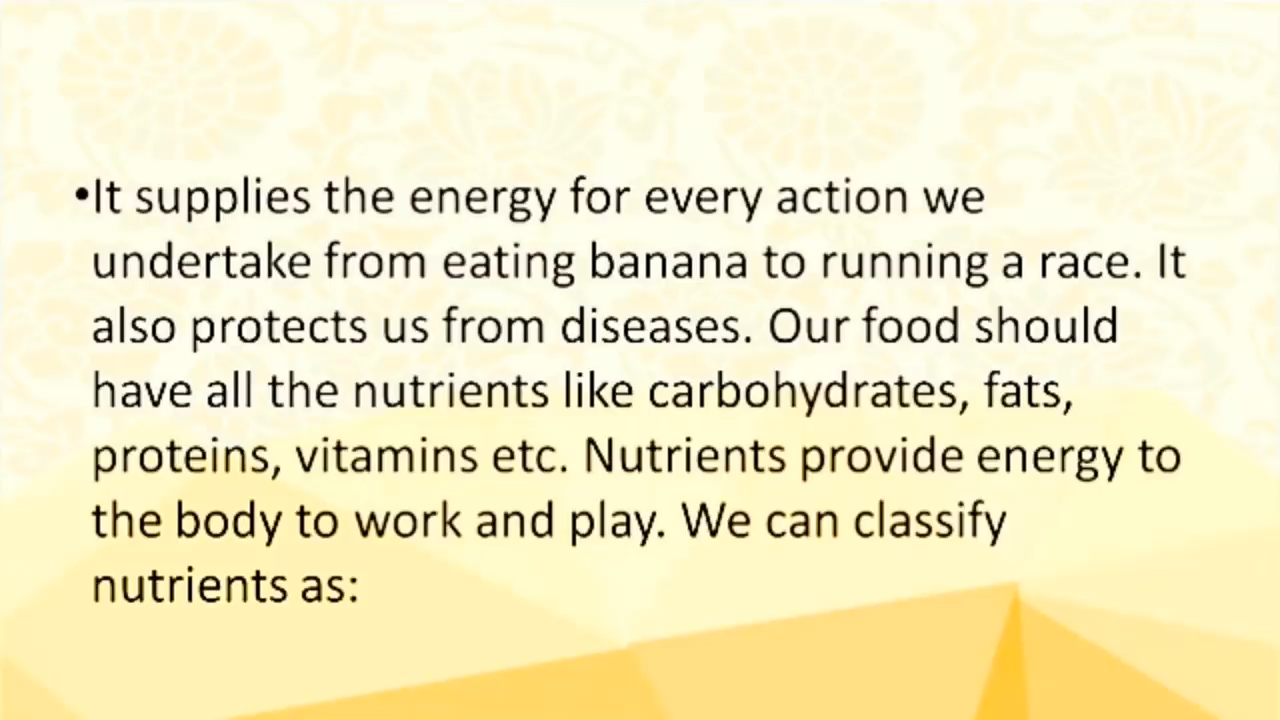 •It supplies the energy for every action we
undertake from eating banana to running a race. It
also protects us from diseases. Our food should
have all the nutrients like carbohydrates, fats,
proteins, vitamins etc. Nutrients provide energy to
the body to work and play. We can classify
nutrients as: